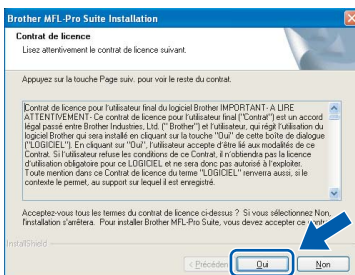 Brother MFL-Pro Suite Installation
Contrat de licence
Lisez attentivement le contrat de licence suivant.
Appuyez sur la touche Page suiv. pour voir le reste du contrat.
Contrat de licence pour l'utilisateur final du logiciel Brother IMPORTANT- A LIRE
ATTENTIVEMENT- Ce contrat de licence pour l'utilisateur final ("Contrat") est un accord
légal passé entre Brother Industries, Ltd. ("Brother") et l'utilisateur, qui régit l'utilisation du
logiciel Brother qui sera installé en cliquant sur la touche "Oui" de cette boîte de dialogue
("LOGICIEL"). En cliquant sur "Oui", l'utilisateur accepte d'être lié aux modalités de ce
Contrat. Si l'utilisateur refuse les conditions de ce Contrat, il n'obtiendra pas la licence
d'utilisation obligatoire pour ce LOGICIEL et ne sera donc pas autorisé à l'exploiter.
Toute mention dans ce Contrat de licence du terme "LOGICIEL" renverra aussi, si le
contexte le permet, au support sur lequel il est enregistré.
Acceptez-vous tous les termes du contrat de licence ci-dessus ? Si vous sélectionnez Non,
l'installation s'arrêtera. Pour installer Brother MFL-Pro Suite, vous devez accepter ce
InstallShield
< Précédent Oui Non